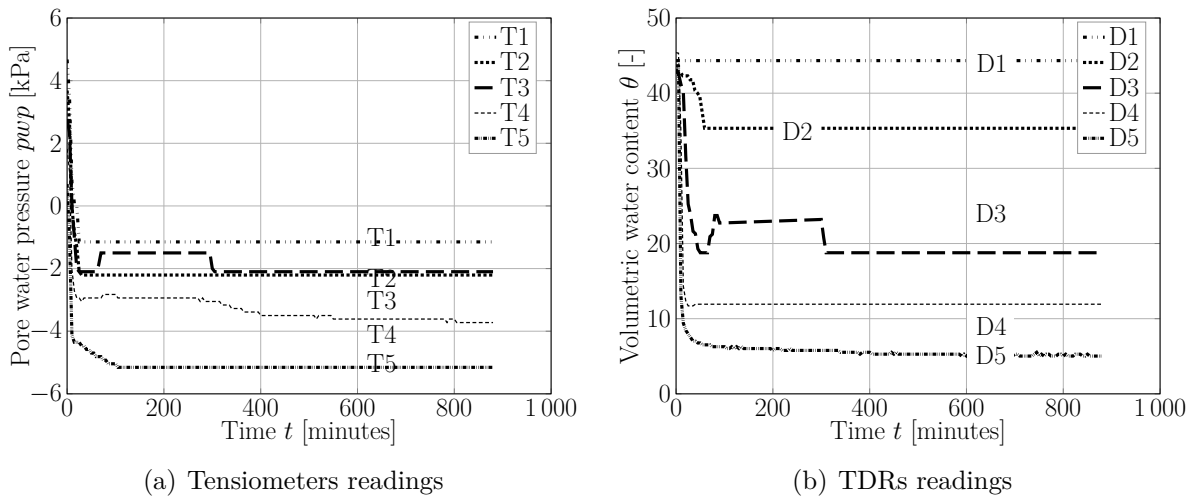 6
4
2
0
−2
−4
−6
0
200
400
600
800
1 000
Pore water pressure pwp [kPa]
Time t [minutes]
T1
T2
T3
T4
T5
T1
T2
T3
T4
T5
(a) Tensiometers readings
50
40
30
20
10
0
0
200
400
600
800
1 000
Volumetric water content θ [-]
Time t [minutes]
D1
D2
D3
D4
D5
D1
D2
D3
D4
D5
(b) TDRs readings